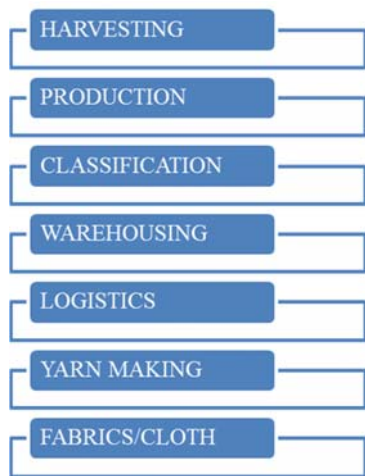 HARVESTING
PRODUCTION
CLASSIFICATION
WAREHOUSING
LOGISTICS
YARN MAKING
FABRICS/CLOTH